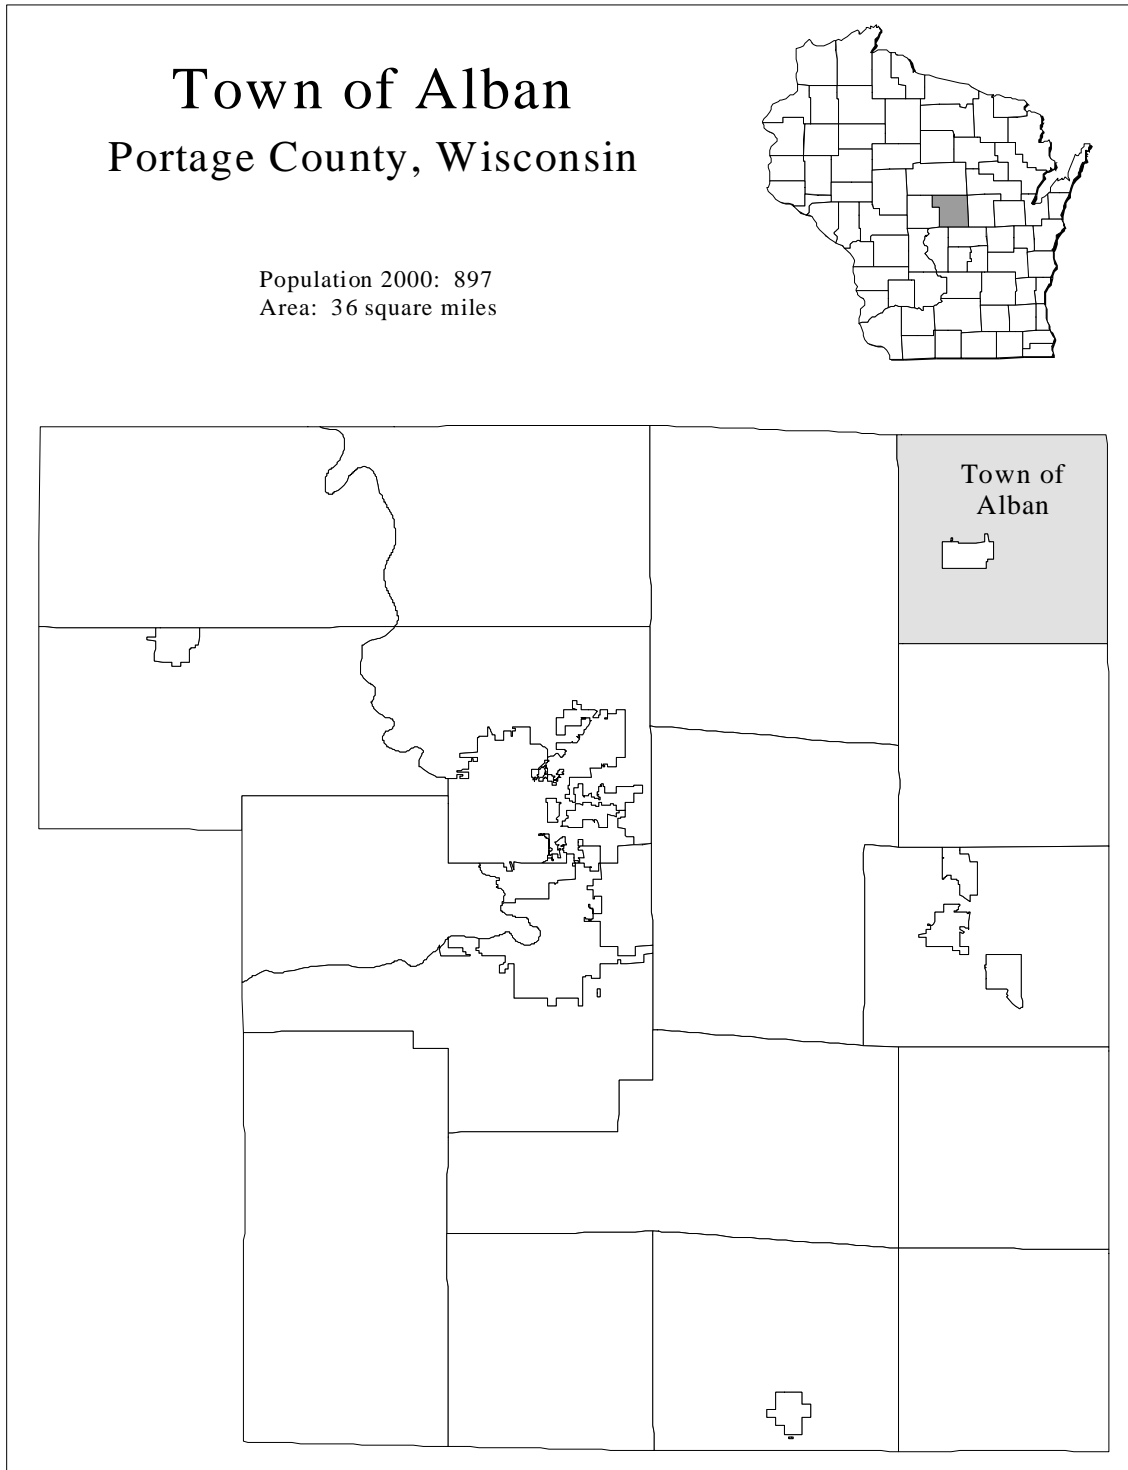 Town of Alban
Portage County, Wisconsin
Population 2000: 897
Area: 36 square miles
Town of
Alban